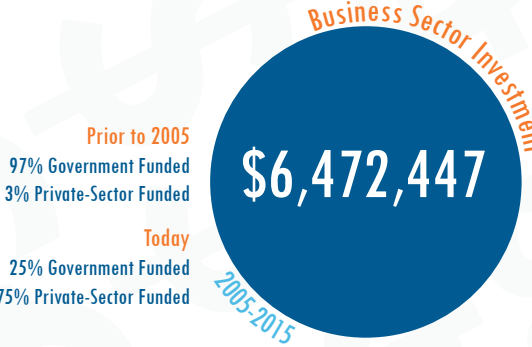 Business Sector Investment
Prior to 2005
97% Government Funded
3% Private-Sector Funded
$6,472,447
Today
25% Government Funded
75% Private-Sector Funded
2005-2015